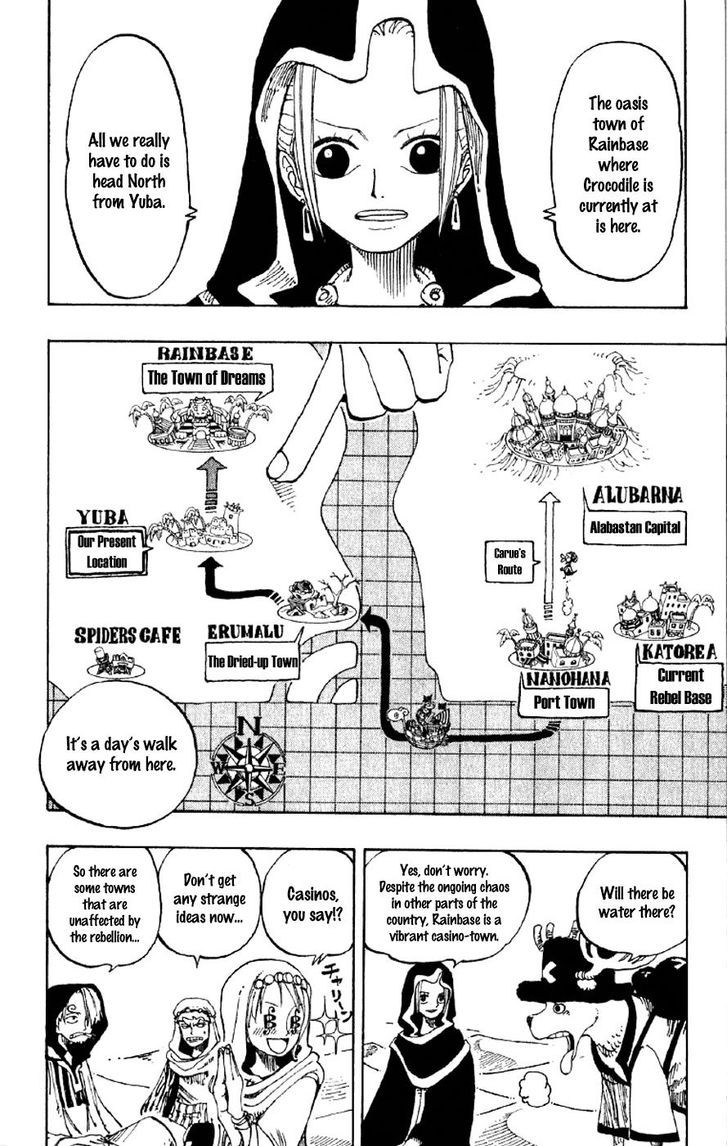 The oasis
town of
Rainbase
where
Crocodile is
currently at
is here.
All we really
have to do is
head North
from Yuba.
RAINBASE
The Town of Dreams
ALUBARNA
Alabastan Capital
YUBA
Our Present
Location
Carue's
Route
SPIDERS CAFE
ERUMALU
The Dried-up Town
NANOHANA
Port Town
KATOREA
Current
Rebel Base
It's a day's walk
away from here.
N
W
E
S
Will there be
water there?
Yes, don't worry.
Despite the ongoing chaos
in other parts of the
country, Rainbase is a
vibrant casino-town.
Casinos,
you say!?
チャリーン
Don't get
any strange
ideas now...
So there are
some towns
that are
unaffected by
the rebellion...